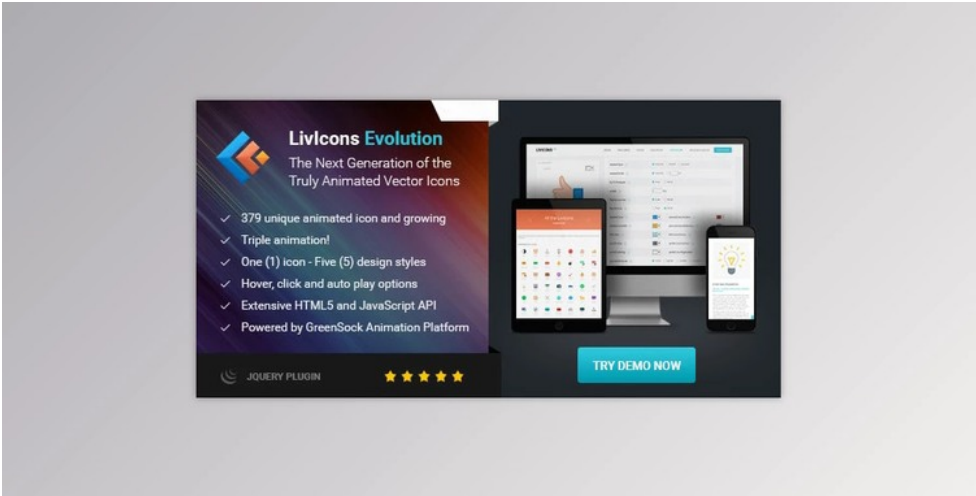 LivIcons Evolution
The Next Generation of the
Truly Animated Vector Icons
379 unique animated icon and growing
Triple animation!
One (1) icon - Five (5) design styles
Hover, click and auto play options
Extensive HTML5 and JavaScript API
Powered by GreenSock Animation Platform
JQUERY PLUGIN
TRY DEMO NOW